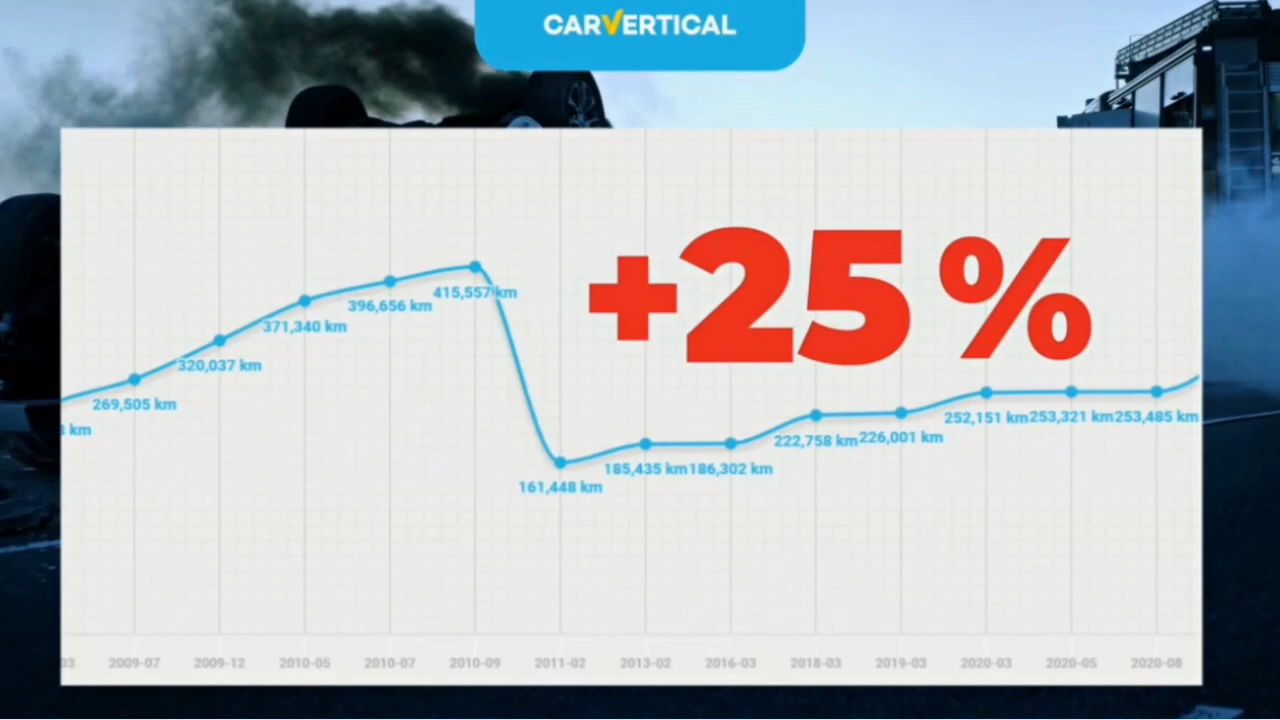 CARVERTICAL
+25%
415,557 km
396,656 km
371,340 km
320,037 km
269,505 km
km
252,151 km
253,321 km
253,485 km
222,758 km
226,001 km
185,435 km
186,302 km
161,448 km
03
2009-07
2009-12
2010-05
2010-07
2010-09
2011-02
2013-02
2016-03
2018-03
2019-03
2020-03
2020-05
2020-08